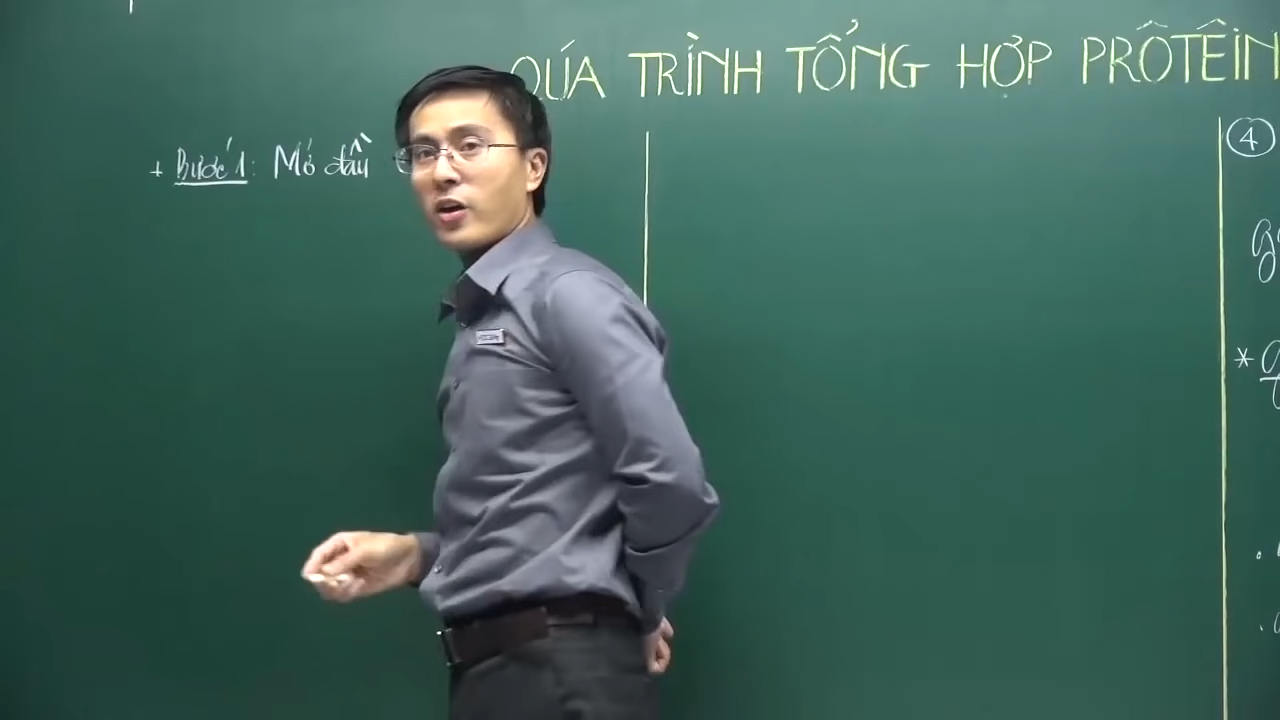 QÚA TRÌNH TỔNG HỢP PRÔTÊIN
+ Bước 1: Mở đầu
4
*